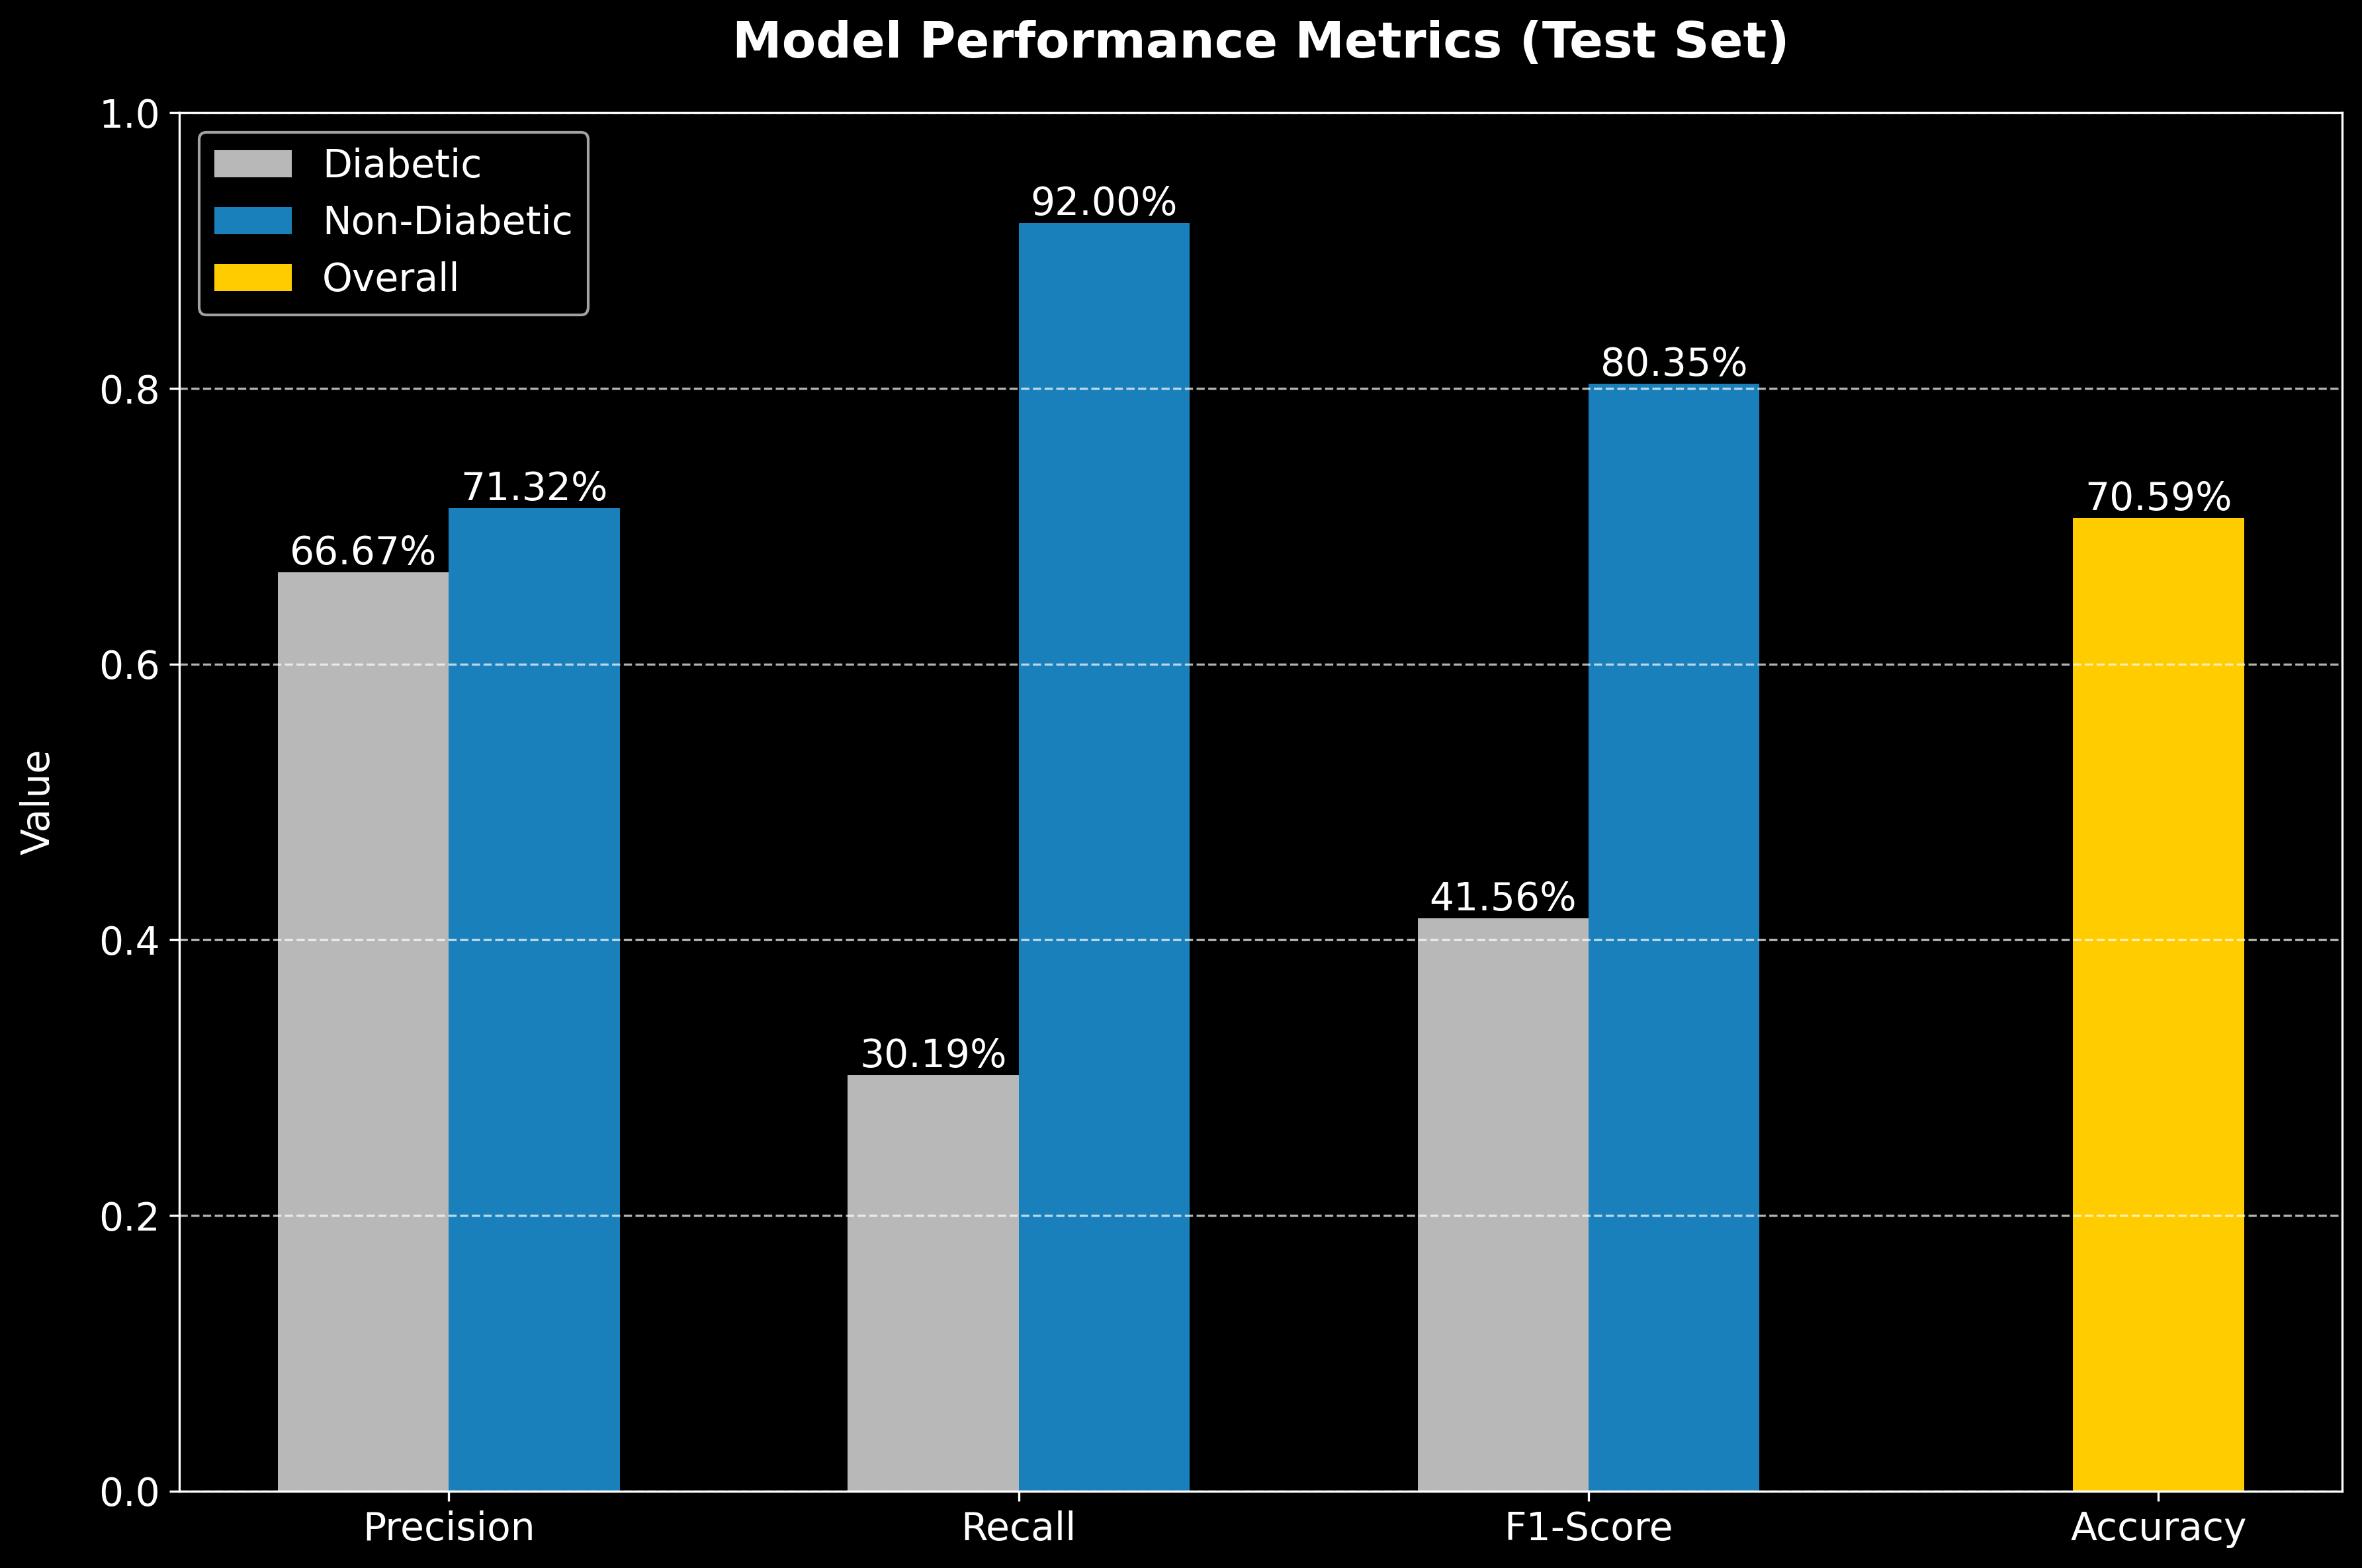 Model Performance Metrics (Test Set)
1.0
Diabetic
Non-Diabetic
Overall
92.00%
80.35%
0.8
71.32%
70.59%
66.67%
0.6
Value
41.56%
0.4
30.19%
0.2
0.0
Precision
Recall
F1-Score
Accuracy